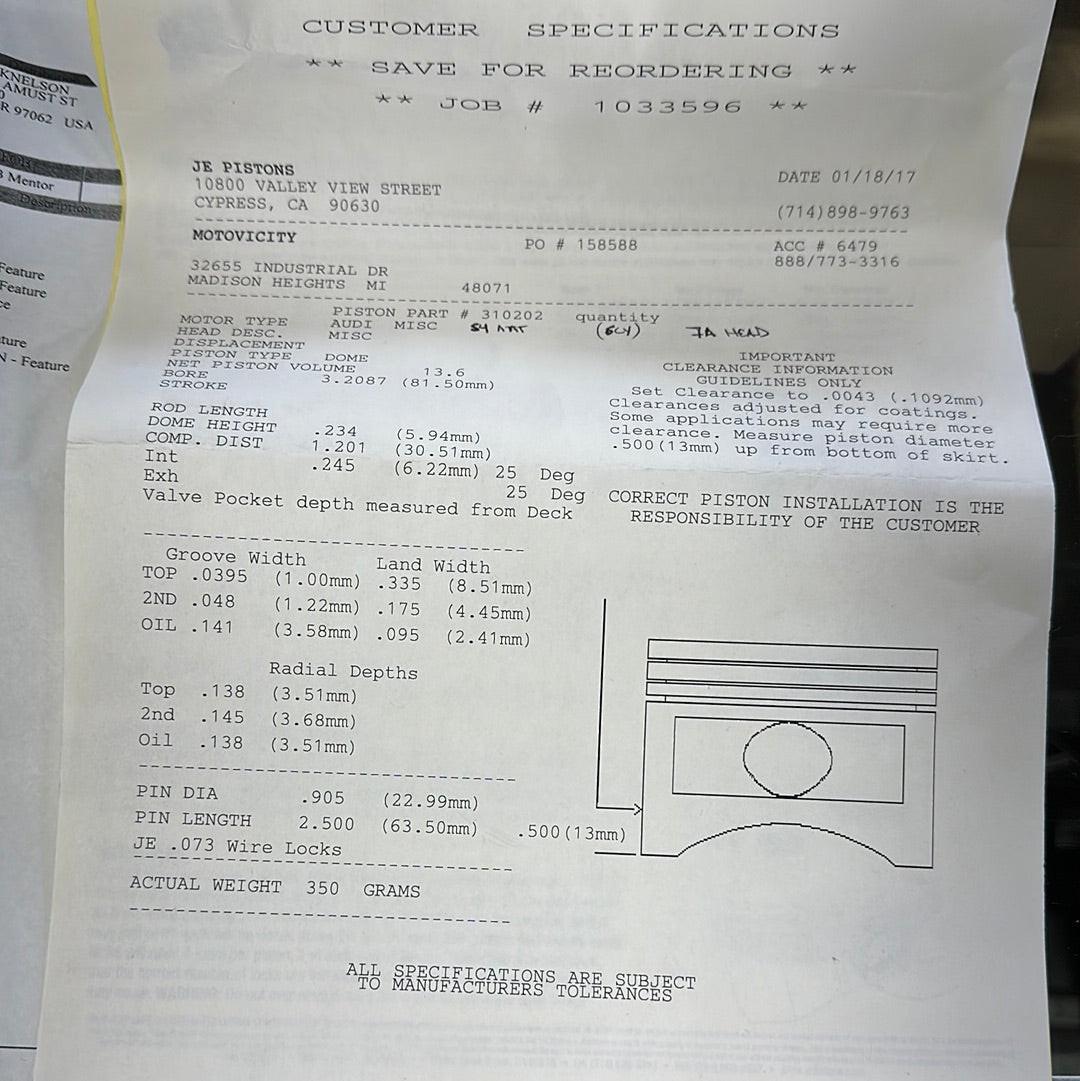 CUSTOMER SPECIFICATIONS
** SAVE FOR REORDERING **
** JOB # 1033596 **
KNELSON
AMUST ST
R 97062 USA
Mentor
Description
Feature
Feature
ce
ture
N - Feature
JE PISTONS
10800 VALLEY VIEW STREET
CYPRESS, CA 90630
DATE 01/18/17
(714)898-9763
MOTOVICITY
PO # 158588
ACC # 6479
888/773-3316
32655 INDUSTRIAL DR
MADISON HEIGHTS MI 48071
PISTON PART # 310202 quantity
MOTOR TYPE AUDI MISC S4 (6CY) 7A HEAD
HEAD DESC. MISC
DISPLACEMENT
PISTON TYPE DOME
NET PISTON VOLUME 13.6
BORE 3.2087 (81.50mm)
STROKE
IMPORTANT
CLEARANCE INFORMATION
GUIDELINES ONLY
Set Clearance to .0043 (.1092mm)
Clearances adjusted for coatings.
Some applications may require more
clearance. Measure piston diameter
.500(13mm) up from bottom of skirt.
ROD LENGTH
DOME HEIGHT .234 (5.94mm)
COMP. DIST 1.201 (30.51mm)
Int .245 (6.22mm) 25 Deg
Exh 25 Deg
Valve Pocket depth measured from Deck
CORRECT PISTON INSTALLATION IS THE
RESPONSIBILITY OF THE CUSTOMER
Groove Width Land Width
TOP .0395 (1.00mm) .335 (8.51mm)
2ND .048 (1.22mm) .175 (4.45mm)
OIL .141 (3.58mm) .095 (2.41mm)
Radial Depths
Top .138 (3.51mm)
2nd .145 (3.68mm)
Oil .138 (3.51mm)
PIN DIA .905 (22.99mm)
PIN LENGTH 2.500 (63.50mm)
JE .073 Wire Locks
.500(13mm)
ACTUAL WEIGHT 350 GRAMS
ALL SPECIFICATIONS ARE SUBJECT
TO MANUFACTURERS TOLERANCES